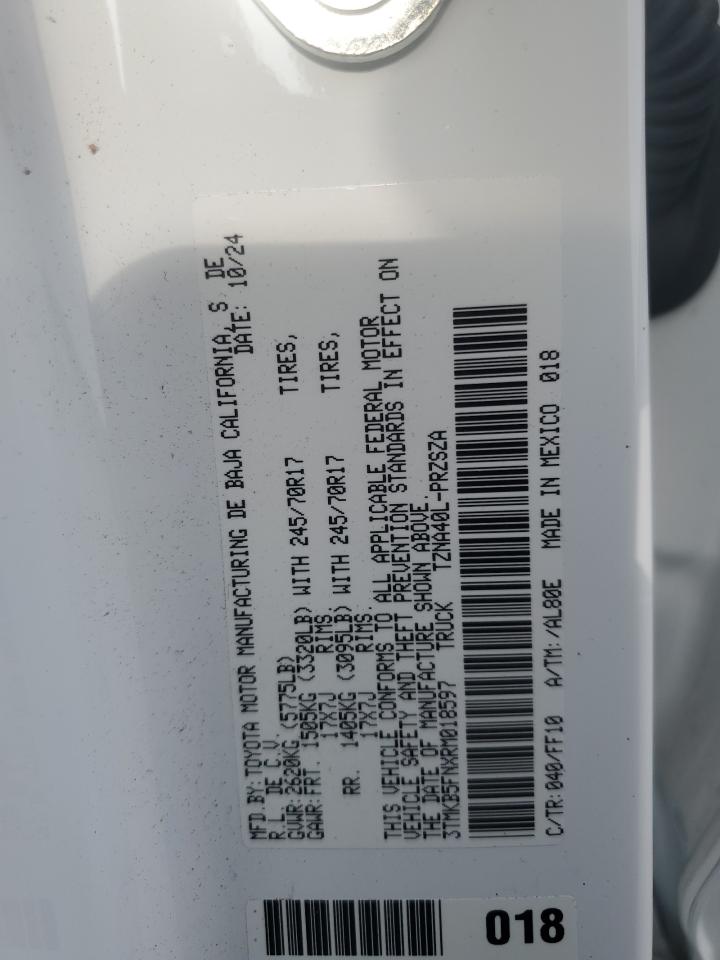 MFD.BY: TOYOTA MOTOR MANUFACTURING DE BAJA CALIFORNIA, S DE
R.L. DE C.V. DATE: 10/24
GVWR: 2620KG (5775LB)
GAWR: FRT. 1505KG (3320LB) WITH 245/70R17 TIRES,
17X7J RIMS,
RR. 1405KG (3095LB) WITH 245/70R17 TIRES,
17X7J RIMS.
THIS VEHICLE CONFORMS TO ALL APPLICABLE FEDERAL MOTOR
VEHICLE SAFETY AND THEFT PREVENTION STANDARDS IN EFFECT ON
THE DATE OF MANUFACTURE SHOWN ABOVE.
3TMKB5FNXRM018597 TRUCK TZNA40L-PRZSZA
C/TR: 040/FF10 A/TM: /AL80E MADE IN MEXICO 018
018